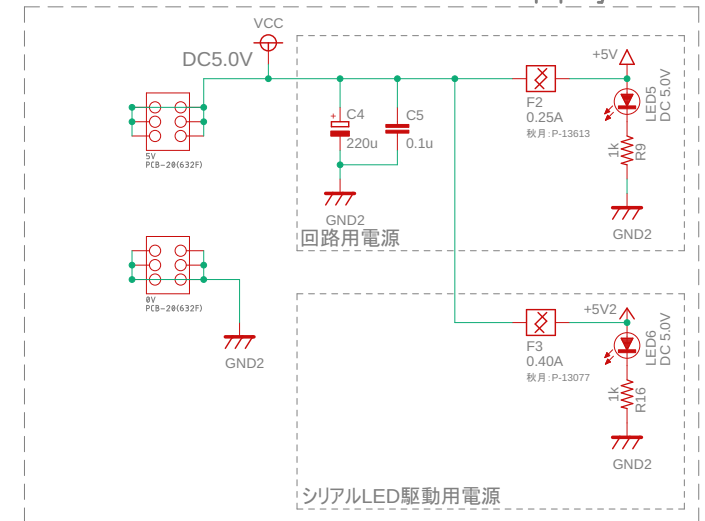 VCC
DC5.0V
+5V
F2
0.25A
秋月:P-13613
LED5
DC 5.0V
C4
220u
C5
0.1u
1k
R9
5V
PCB-20(632F)
GND2
GND2
回路用電源
0V
PCB-20(632F)
GND2
+5V2
F3
0.40A
秋月:P-13077
LED6
DC 5.0V
1k
R16
GND2
シリアルLED駆動用電源